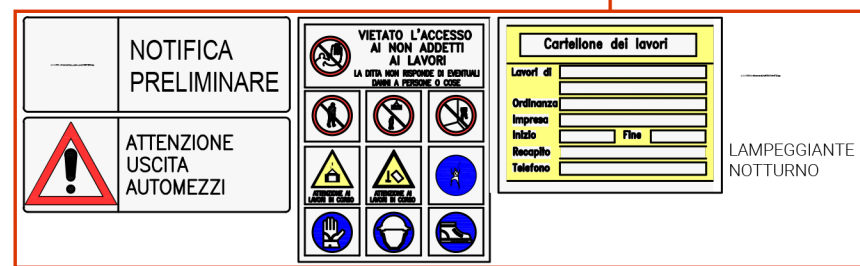 NOTIFICA
PRELIMINARE
ATTENZIONE
USCITA
AUTOMEZZI
VIETATO L'ACCESSO
AI NON ADDETTI
AI LAVORI
LA DITTA NON RISPONDE DI EVENTUALI
DANNI A PERSONE O COSE
ATTENZIONE AI
LAVORI IN CORSO
ATTENZIONE AI
LAVORI IN CORSO
Cartellone dei lavori
Lavori di
Ordinanza
Impresa
Inizio Fine
Recapito
Telefono
LAMPEGGIANTE
NOTTURNO